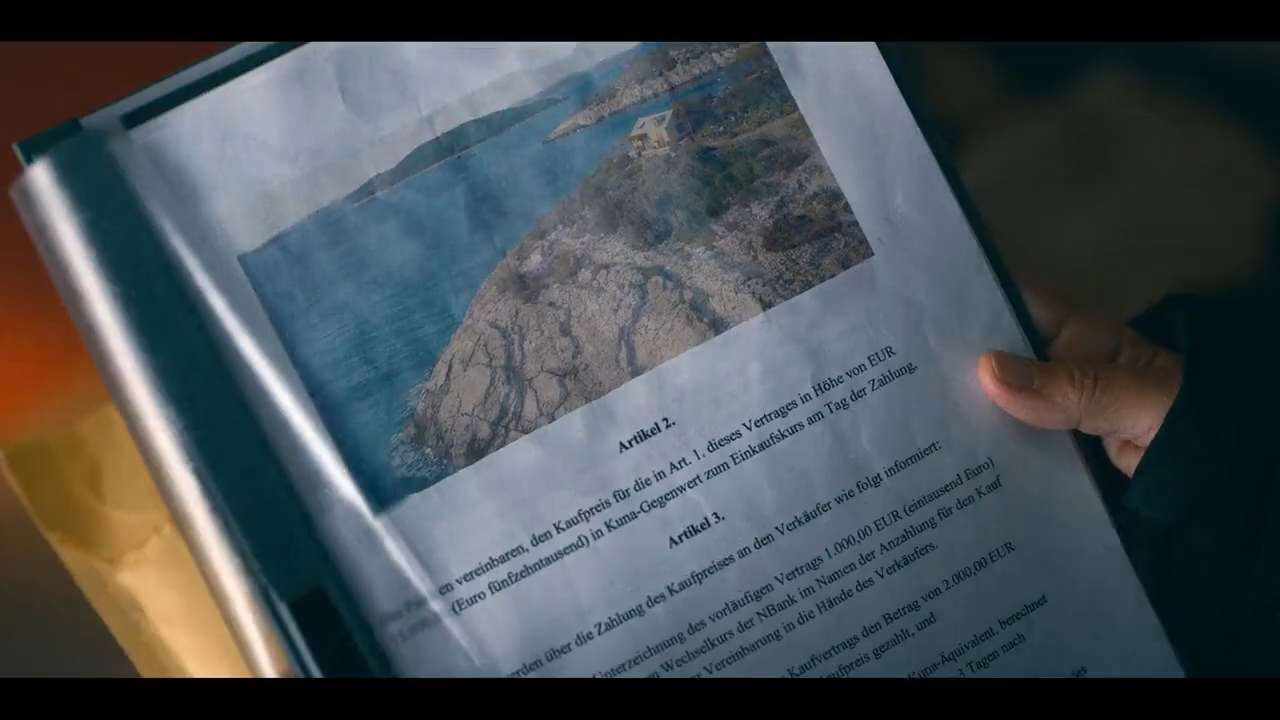 Artikel 2.
en vereinbaren, den Kaufpreis für die in Art. 1. dieses Vertrages in Höhe von EUR
(Euro fünfzehntausend) in Kuna-Gegenwert zum Einkaufskurs am Tag der Zahlung,
Artikel 3.
erden über die Zahlung des Kaufpreises an den Verkäufer wie folgt informiert:
Unterzeichnung des vorläufigen Vertrags 1.000,00 EUR (eintausend Euro)
m Wechselkurs der NBank im Namen der Anzahlung für den Kauf
r Vereinbarung in die Hände des Verkäufers.
Kaufvertrags den Betrag von 2.000,00 EUR
ufpreis gezahlt, und
Kuna-Äquivalent, berechnet
3 Tagen nach